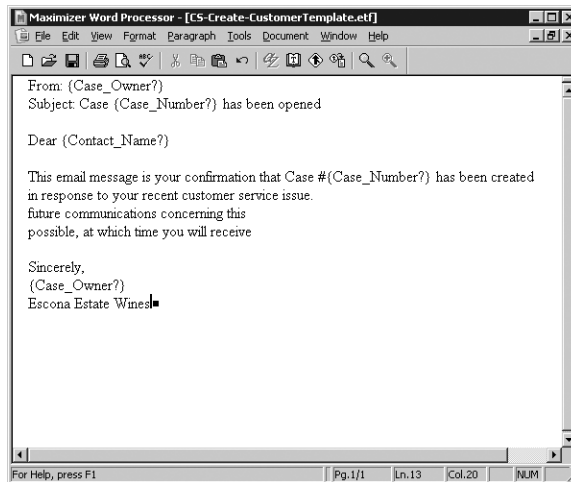 Maximizer Word Processor - [CS-Create-CustomerTemplate.etf]
File Edit View Format Paragraph Tools Document Window Help
From: {Case_Owner?}
Subject: Case {Case_Number?} has been opened
Dear {Contact_Name?}
This email message is your confirmation that Case #{Case_Number?} has been created
in response to your recent customer service issue.
future communications concerning this
possible, at which time you will receive
Sincerely,
{Case_Owner?}
Escona Estate Wines
For Help, press F1 Pg.1/1 Ln.13 Col.20 NUM